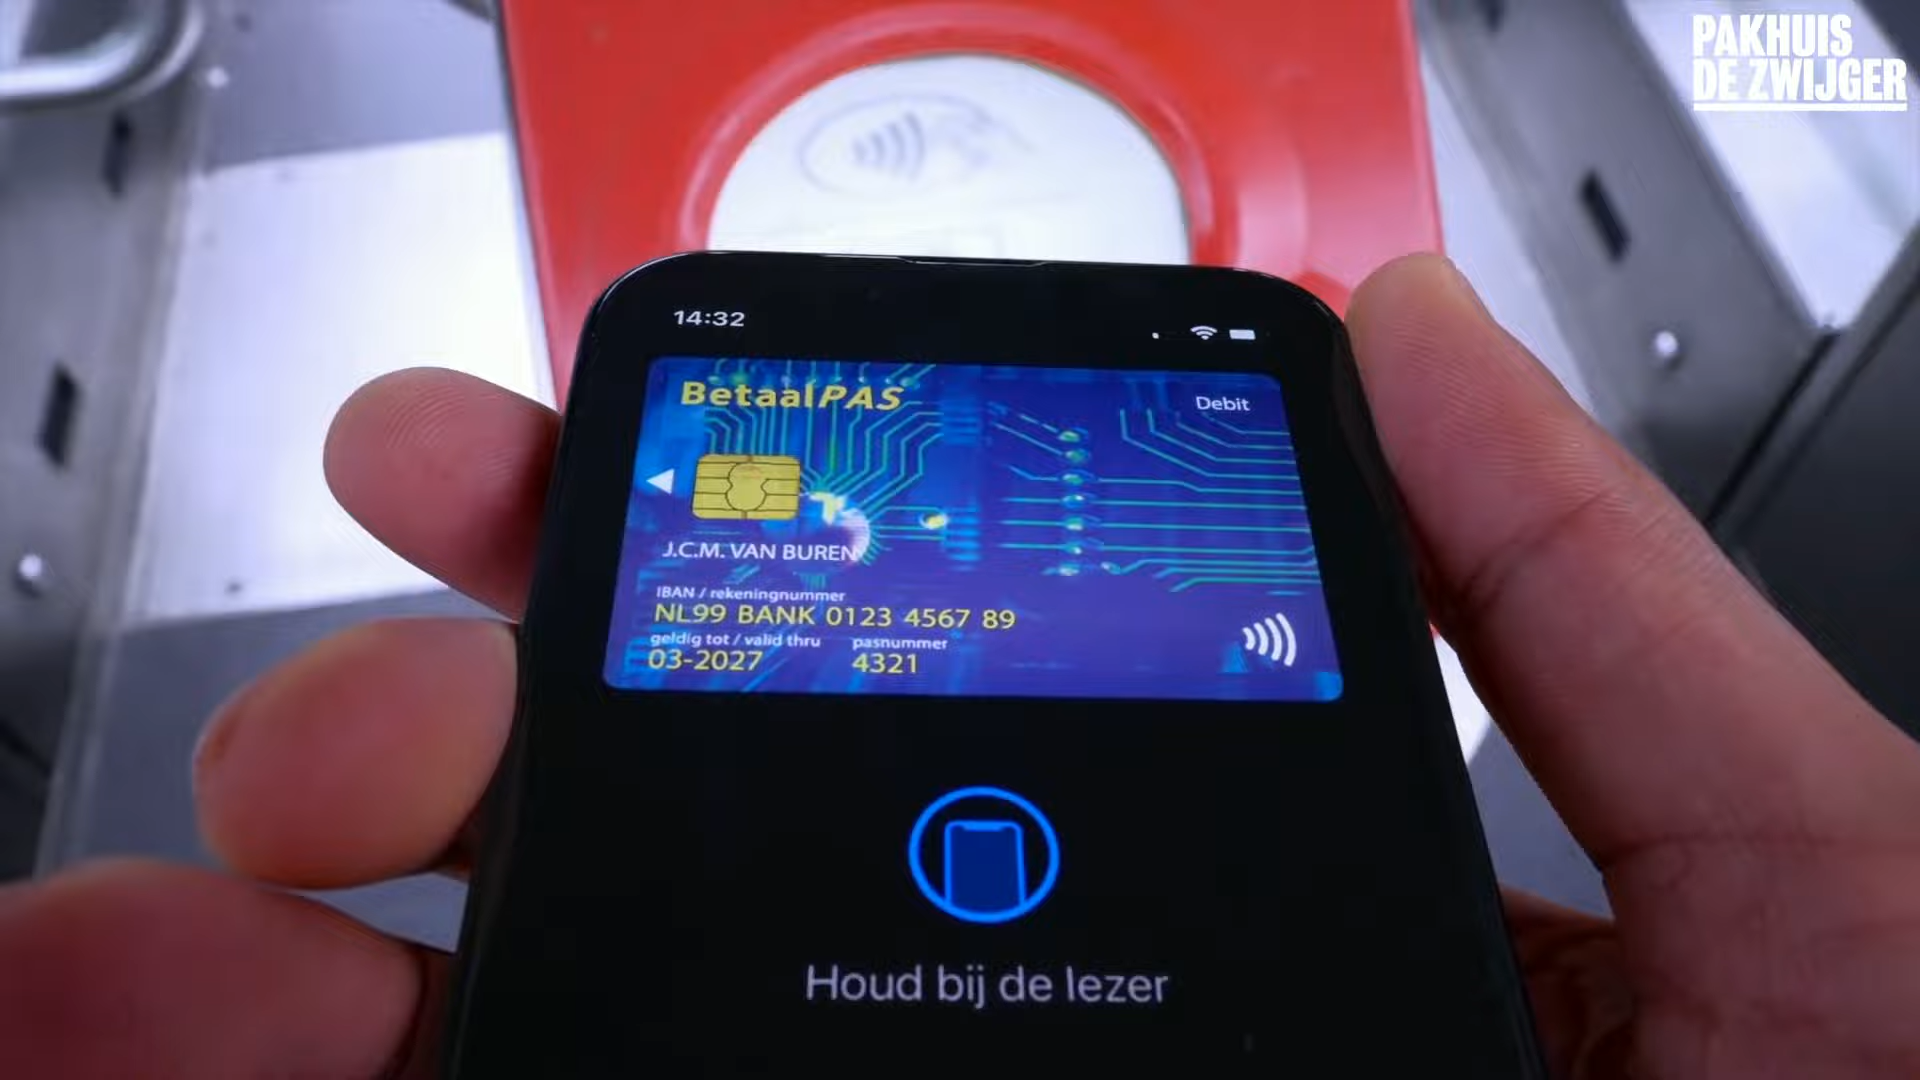 PAKHUIS
DE ZWIJGER
14:32
BetaalPAS
Debit
J.C.M. VAN BUREN
IBAN / rekeningnummer
NL99 BANK 0123 4567 89
geldig tot / valid thru pasnummer
03-2027 4321
Houd bij de lezer